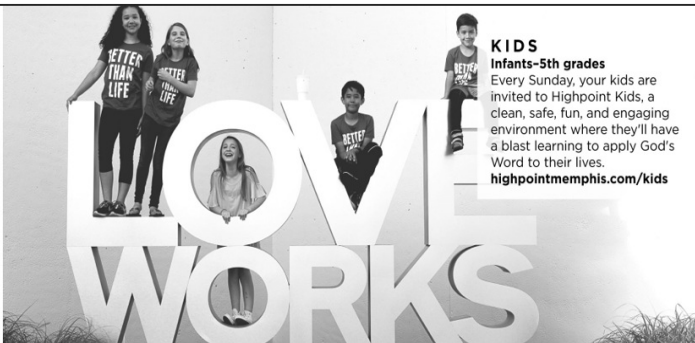 BETTER
THAN
LIFE
BETTER
THAN
LIFE
BETTER
BETTER
LOVE
WORKS
KIDS
Infants–5th grades
Every Sunday, your kids are
invited to Highpoint Kids, a
clean, safe, fun, and engaging
environment where they'll have
a blast learning to apply God's
Word to their lives.
highpointmemphis.com/kids